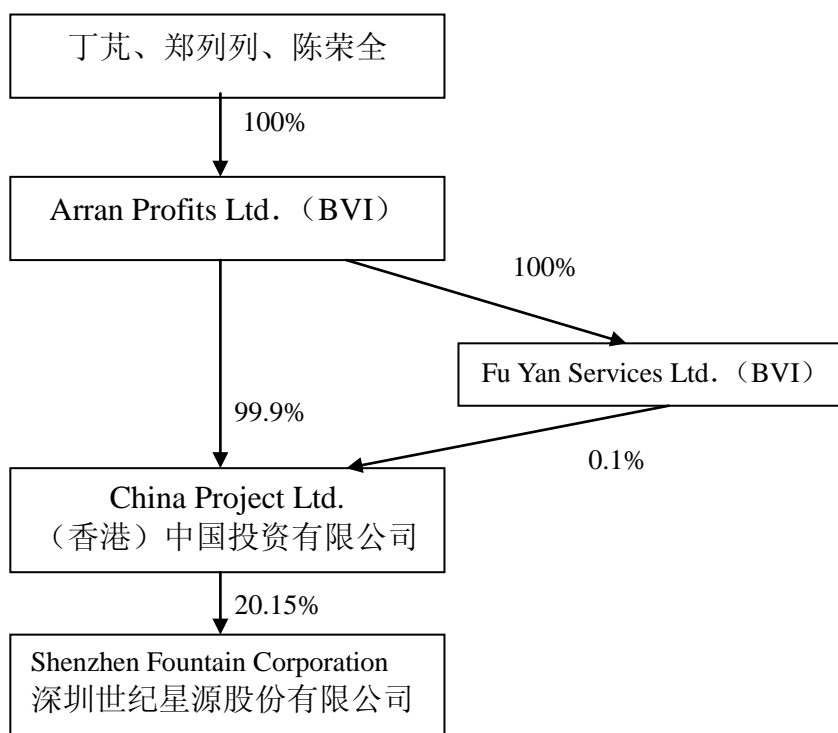 丁芃、郑列列、陈荣全
100%
Arran Profits Ltd.（BVI）
100%
Fu Yan Services Ltd.（BVI）
99.9%
0.1%
China Project Ltd.
（香港）中国投资有限公司
20.15%
Shenzhen Fountain Corporation
深圳世纪星源股份有限公司